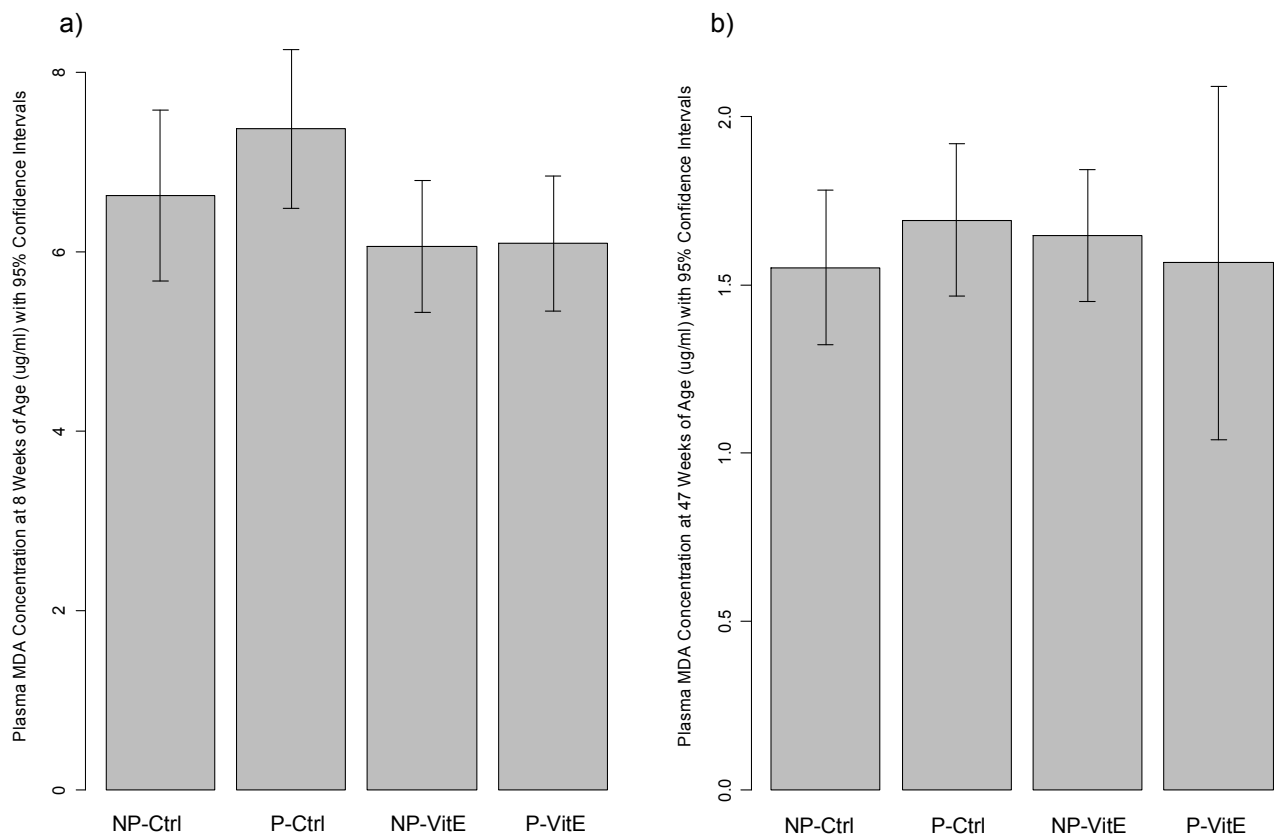 a)
Plasma MDA Concentration at 8 Weeks of Age (ug/ml) with 95% Confidence Intervals
8
6
4
2
0
NP-Ctrl P-Ctrl NP-VitE P-VitE
b)
Plasma MDA Concentration at 47 Weeks of Age (ug/ml) with 95% Confidence Intervals
2.0
1.5
1.0
0.5
0.0
NP-Ctrl P-Ctrl NP-VitE P-VitE